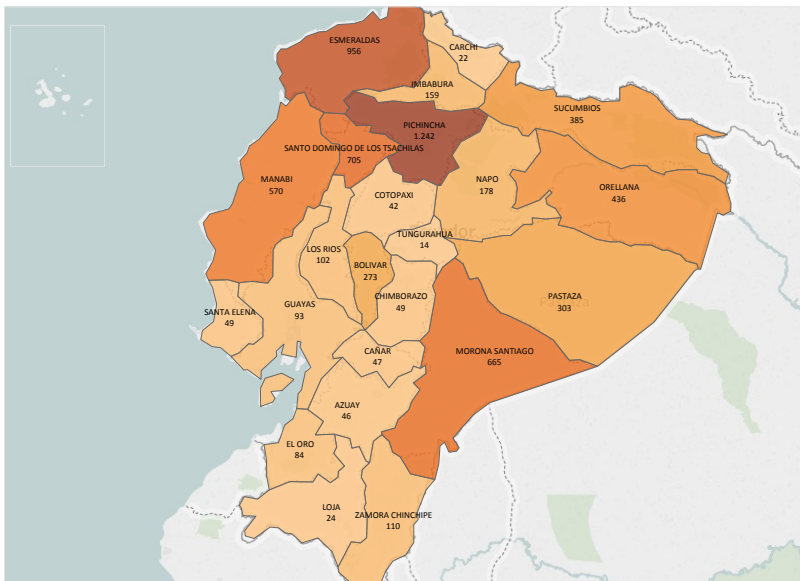 ESMERALDAS
956
CARCHI
22
IMBABURA
159
SUCUMBIOS
385
PICHINCHA
1.242
SANTO DOMINGO DE LOS TSACHILAS
705
MANABI
570
NAPO
178
ORELLANA
436
COTOPAXI
42
TUNGURAHUA
14
LOS RIOS
102
BOLIVAR
273
CHIMBORAZO
49
PASTAZA
303
GUAYAS
93
SANTA ELENA
49
CAÑAR
47
MORONA SANTIAGO
665
AZUAY
46
EL ORO
84
LOJA
24
ZAMORA CHINCHIPE
110